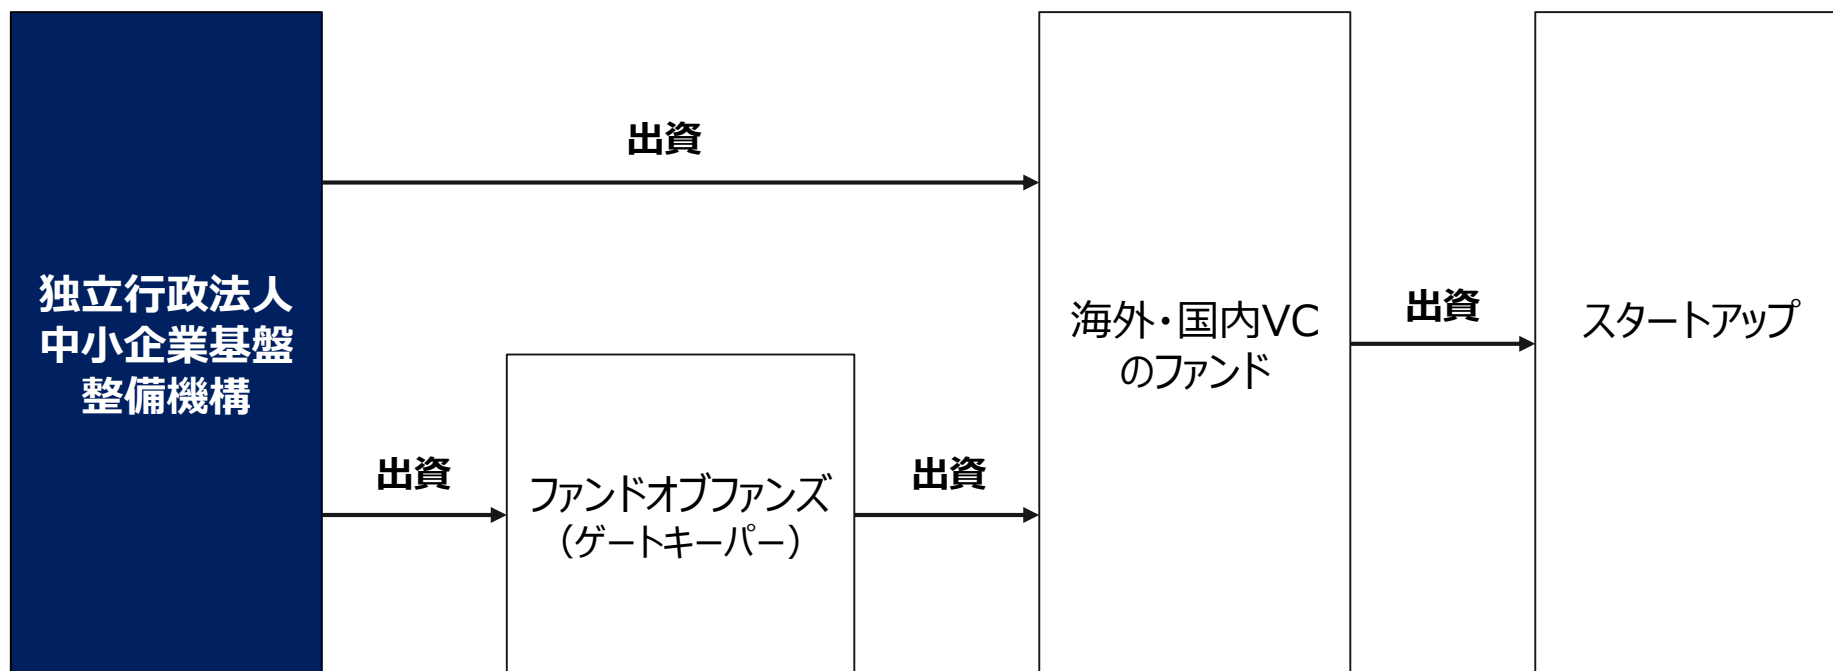 独立行政法人
中小企業基盤
整備機構
出資
出資
ファンドオブファンズ
（ゲートキーパー）
出資
海外・国内VC
のファンド
出資
スタートアップ